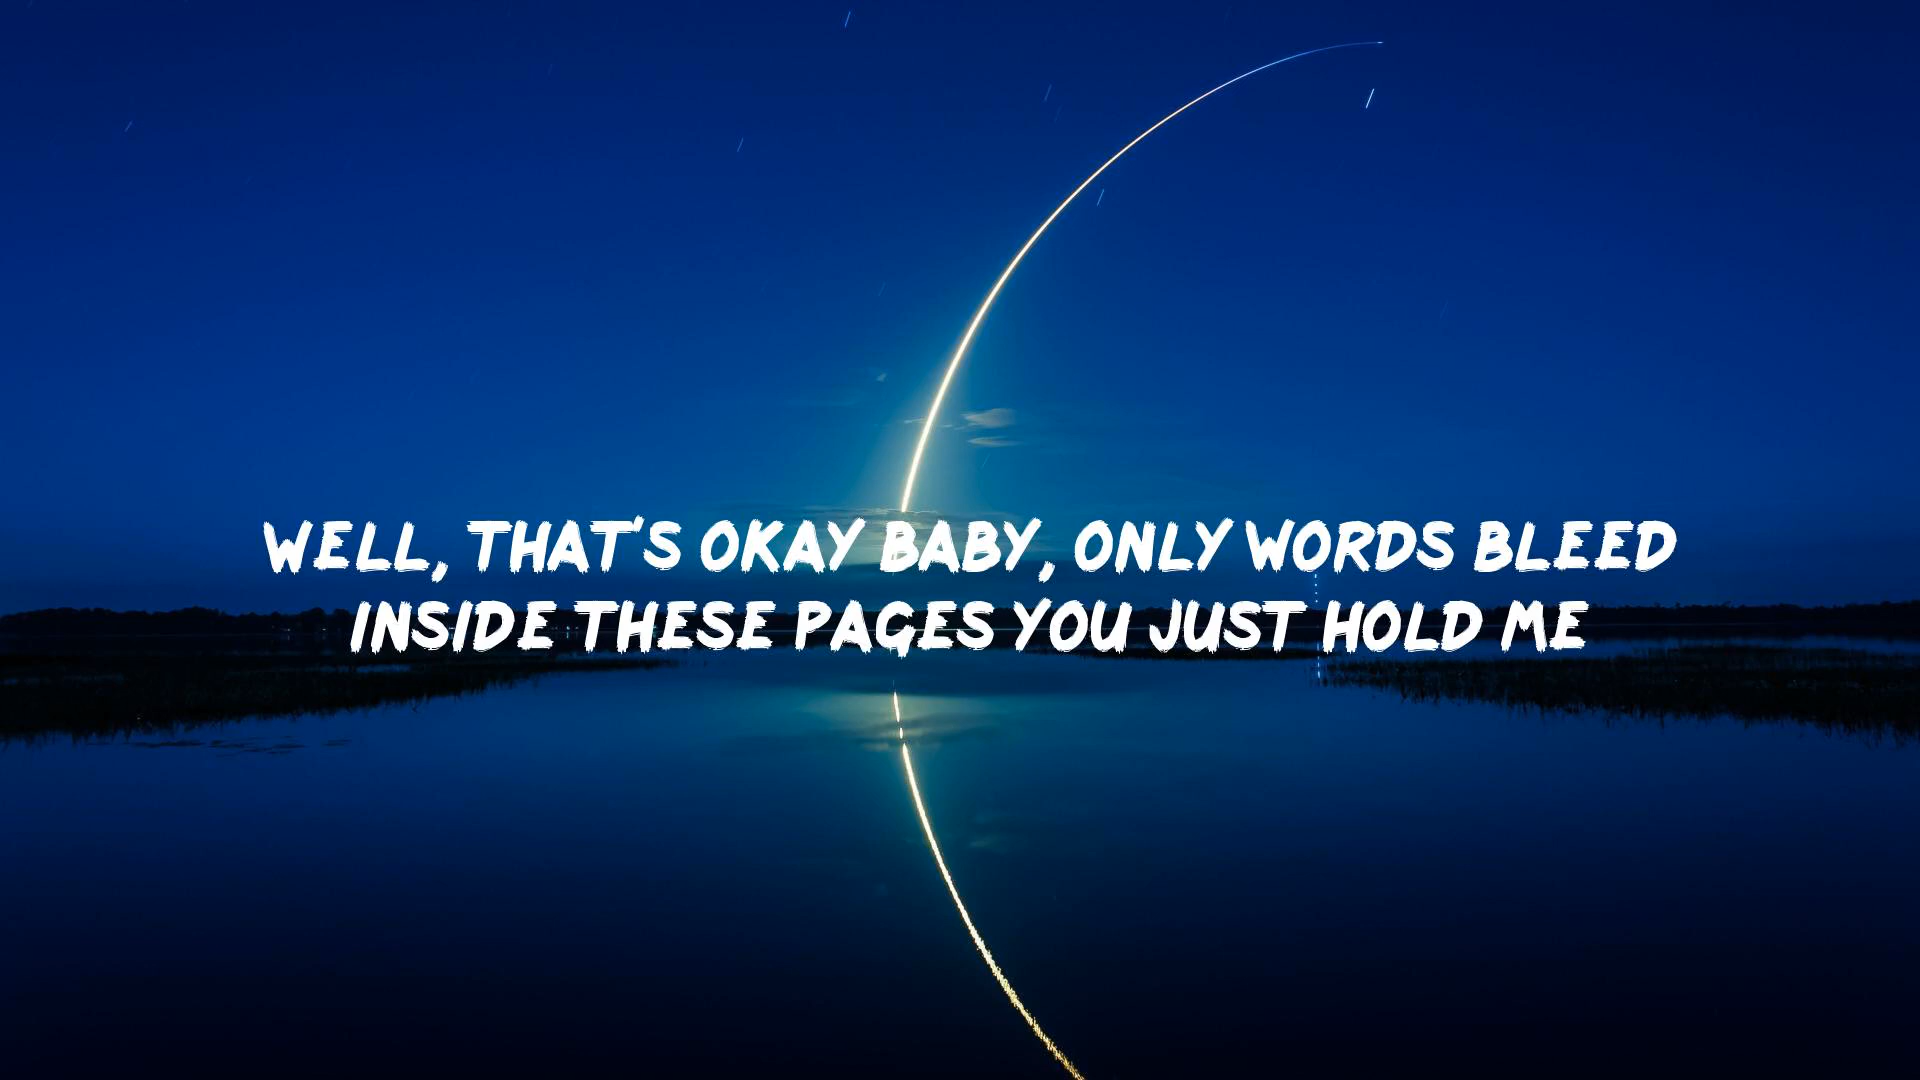 WELL, THAT'S OKAY BABY, ONLY WORDS BLEED
INSIDE THESE PAGES YOU JUST HOLD ME